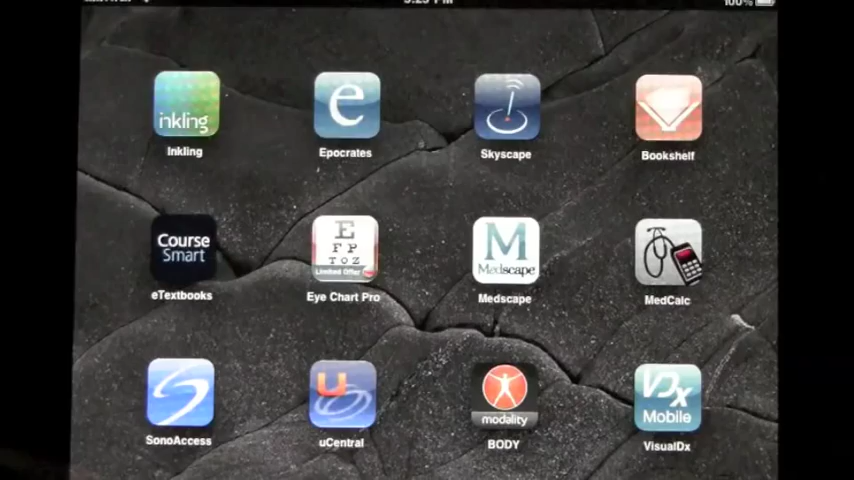 100%
inkling
Inkling
Epocrates
Skyscape
Bookshelf
Course
Smart
eTextbooks
E
F P
T O Z
Limited Offer
Eye Chart Pro
M
Medscape
Medscape
MedCalc
SonoAccess
u
uCentral
modality
BODY
VDx
Mobile
VisualDx